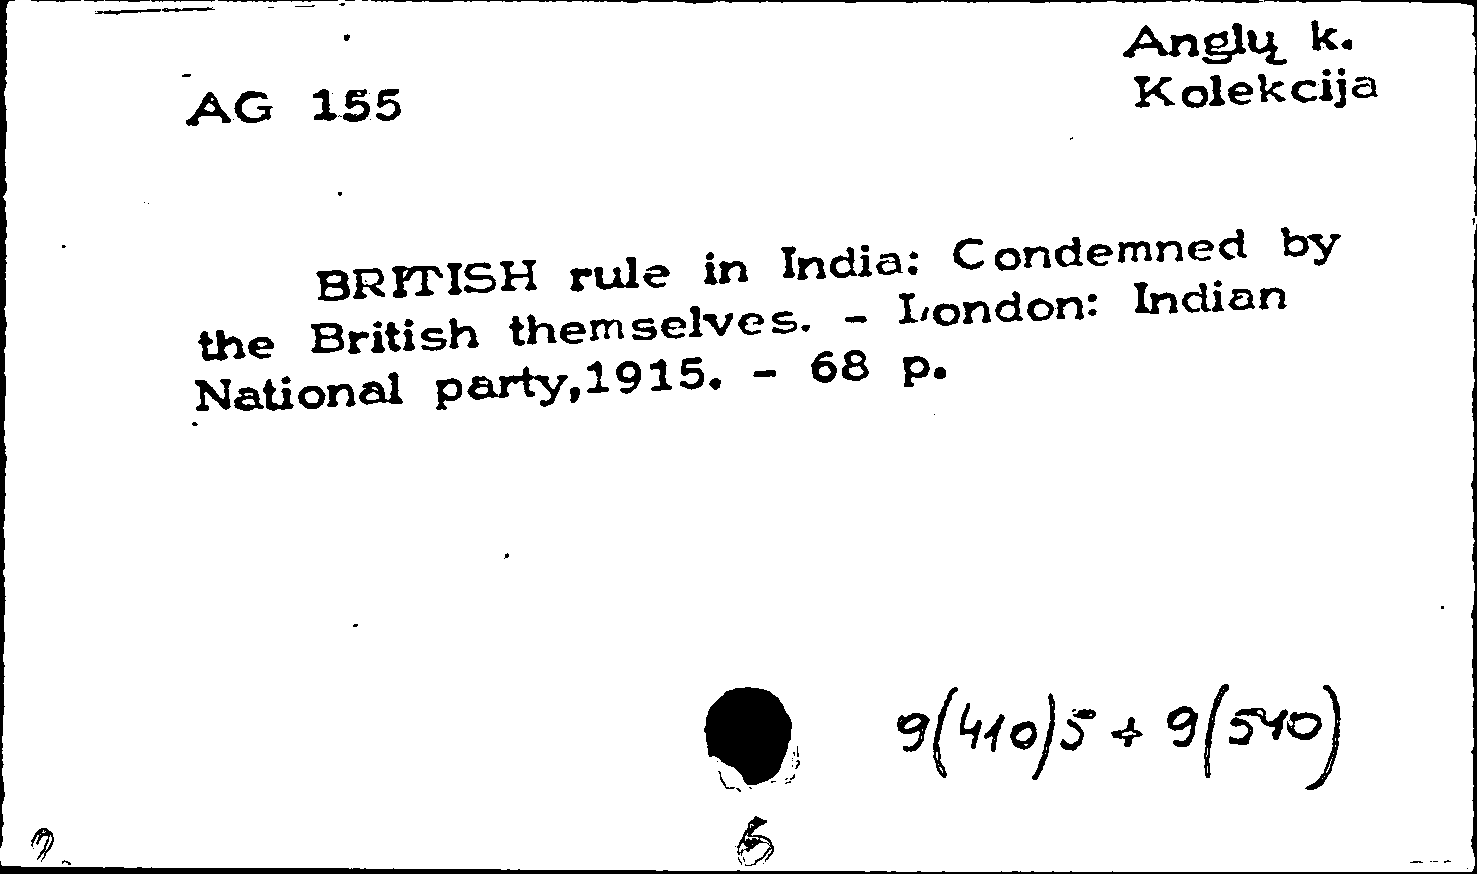 Anglų k.
Kolekcija
AG 155
BRITISH rule in India: Condemned by
the British themselves. - London: Indian
National party,1915. - 68 p.
9(410)5 + 9(540)